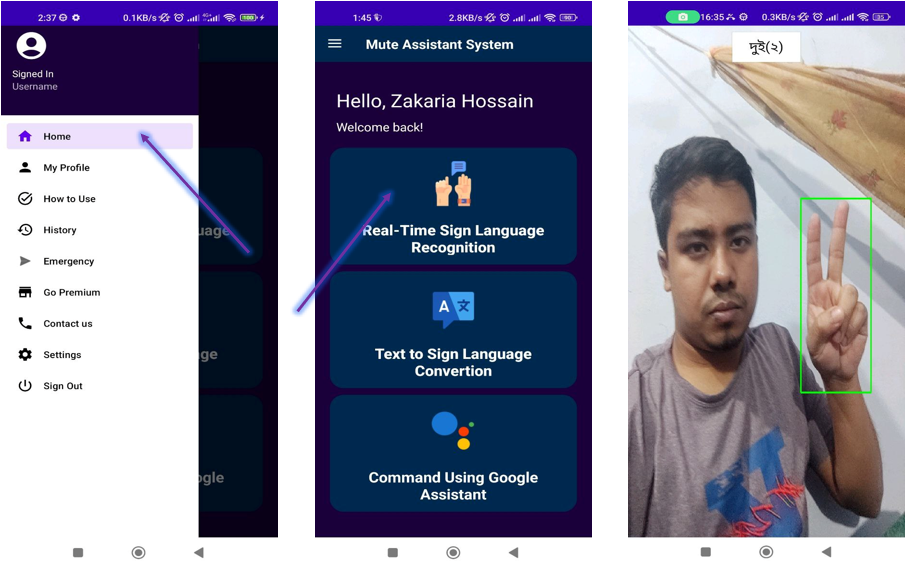 2:37 0.1KB/s
Signed In
Username
Home
My Profile
How to Use
History
Emergency
Go Premium
Contact us
Settings
Sign Out
uage
ge
ogle
1:45 2.8KB/s 90
Mute Assistant System
Hello, Zakaria Hossain
Welcome back!
Real-Time Sign Language
Recognition
A 文
Text to Sign Language
Convertion
Command Using Google
Assistant
16:35 0.3KB/s
দুই(২)